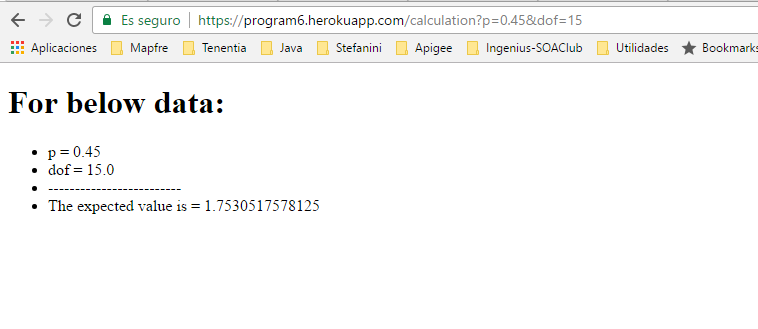 Es seguro | https://program6.herokuapp.com/calculation?p=0.45&dof=15
Aplicaciones Mapfre Tenentia Java Stefanini Apigee Ingenius-SOAClub Utilidades Bookmarks
For below data:
• p = 0.45
• dof = 15.0
• -------------------------
• The expected value is = 1.7530517578125